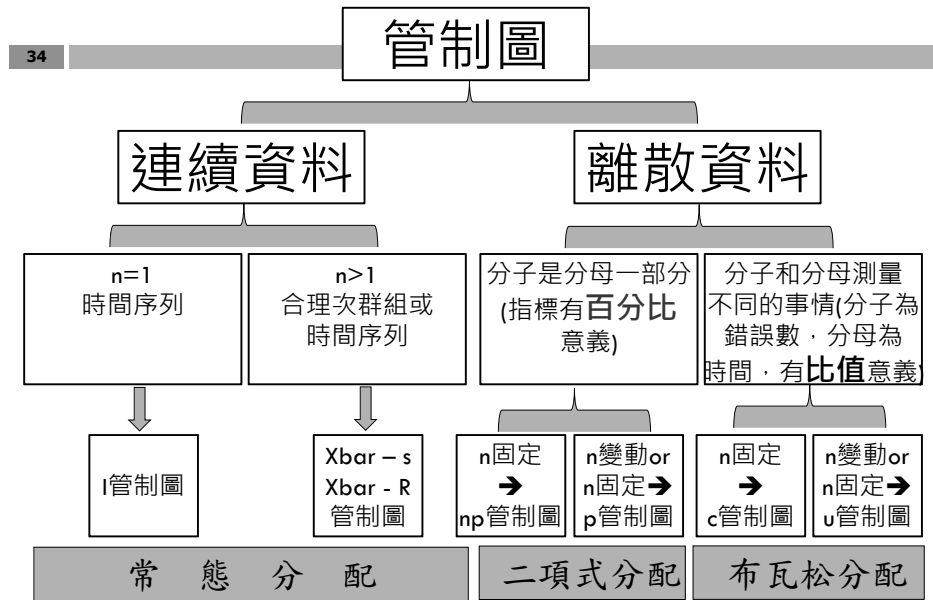 34
管制圖
連續資料
離散資料
n=1
時間序列
n>1
合理次群組或
時間序列
分子是分母一部分
(指標有百分比
意義)
分子和分母測量
不同的事情(分子為
錯誤數，分母為
時間，有比值意義)
I管制圖
Xbar – s
Xbar - R
管制圖
n固定
➔
np管制圖
n變動or
n固定➔
p管制圖
n固定
➔
c管制圖
n變動or
n固定➔
u管制圖
常態分配
二項式分配
布瓦松分配